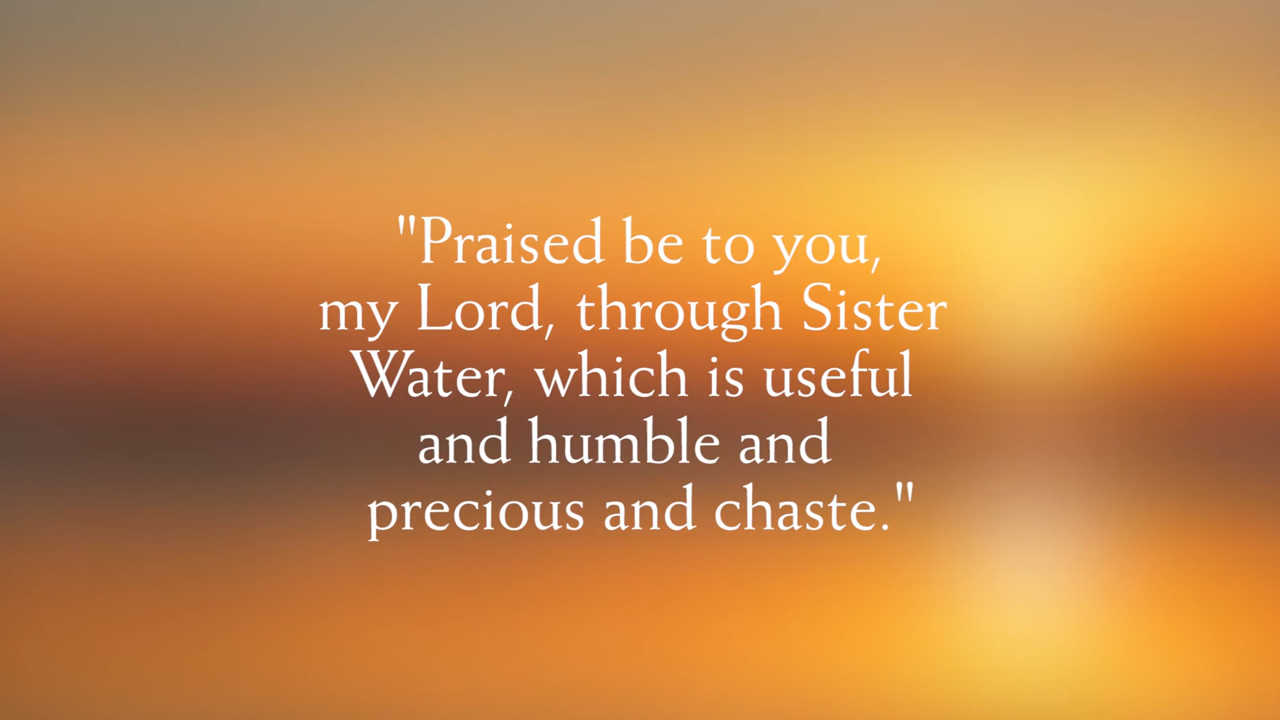 "Praised be to you,
my Lord, through Sister
Water, which is useful
and humble and
precious and chaste."